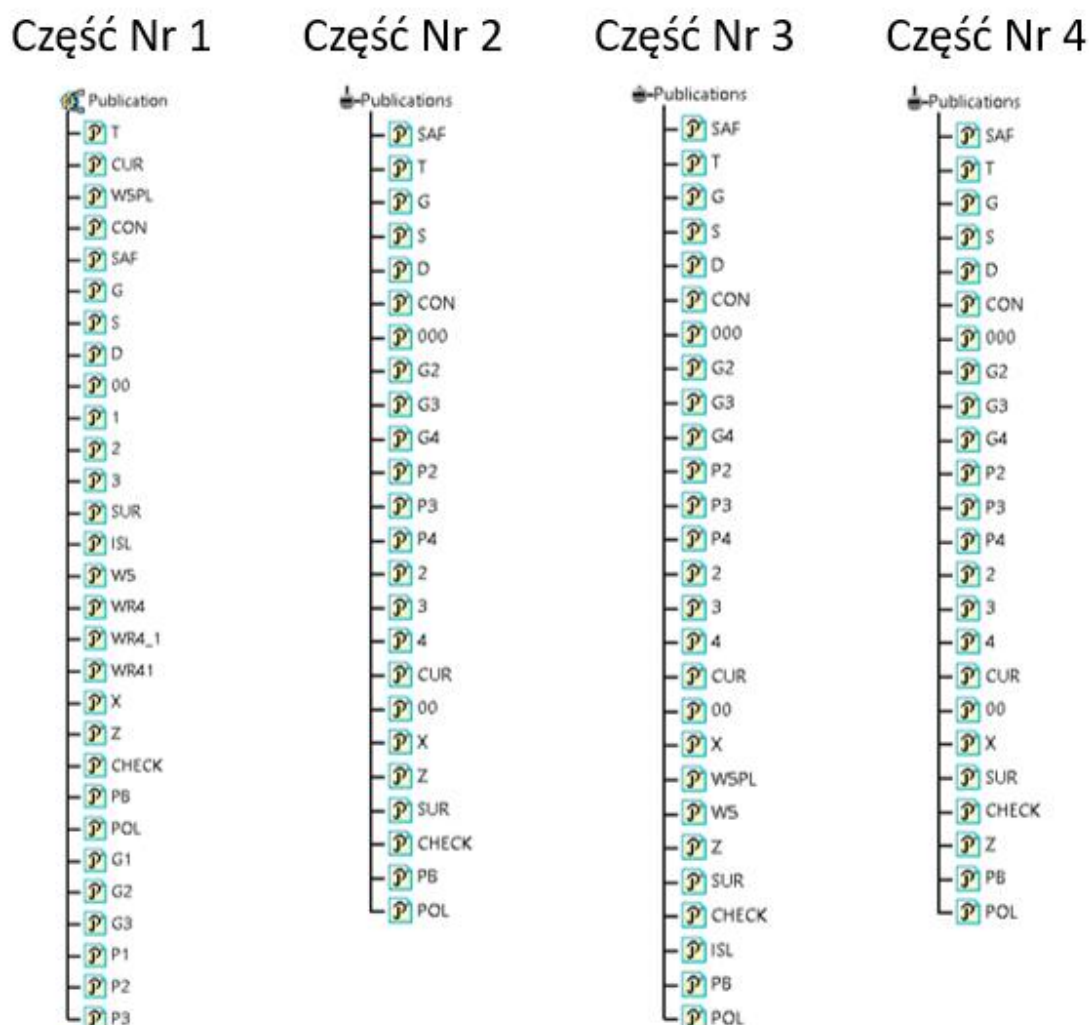 Część Nr 1
Publication
T
CUR
WSPL
CON
SAF
G
S
D
00
1
2
3
SUR
ISL
WS
WR4
WR4_1
WR41
X
Z
CHECK
PB
POL
G1
G2
G3
P1
P2
P3
Część Nr 2
Publications
SAF
T
G
S
D
CON
000
G2
G3
G4
P2
P3
P4
2
3
4
CUR
00
X
Z
SUR
CHECK
PB
POL
Część Nr 3
Publications
SAF
T
G
S
D
CON
000
G2
G3
G4
P2
P3
P4
2
3
4
CUR
00
X
WSPL
WS
Z
SUR
CHECK
ISL
PB
POL
Część Nr 4
Publications
SAF
T
G
S
D
CON
000
G2
G3
G4
P2
P3
P4
2
3
4
CUR
00
X
SUR
CHECK
Z
PB
POL